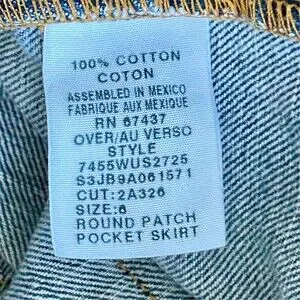 100% COTTON
COTON
ASSEMBLED IN MEXICO
FABRIQUE AUX MEXIQUE
RN 67437
OVER/AU VERSO
STYLE
7455WUS2725
S3JB9A061571
CUT:2A326
SIZE:6
ROUND PATCH
POCKET SKIRT